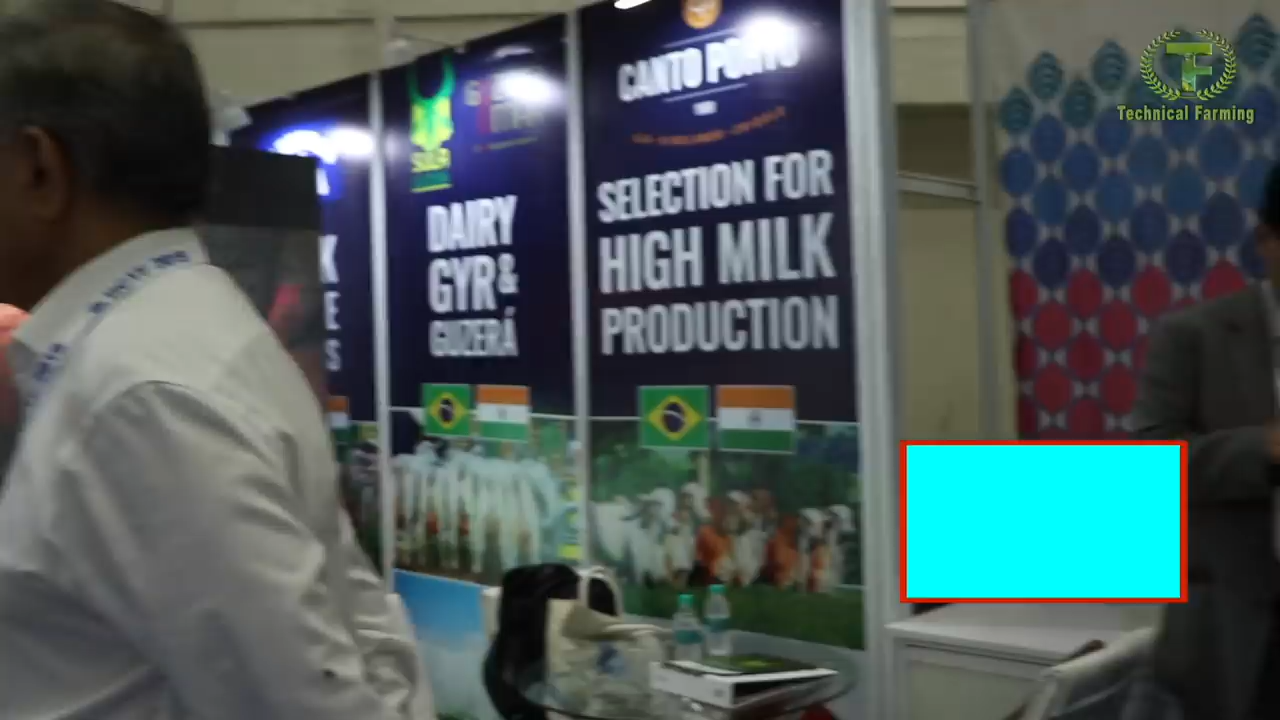 Technical Farming
CANTO PORTO
SELECTION FOR
HIGH MILK
PRODUCTION
DAIRY
GYR &
GUZERÁ
K
E
S